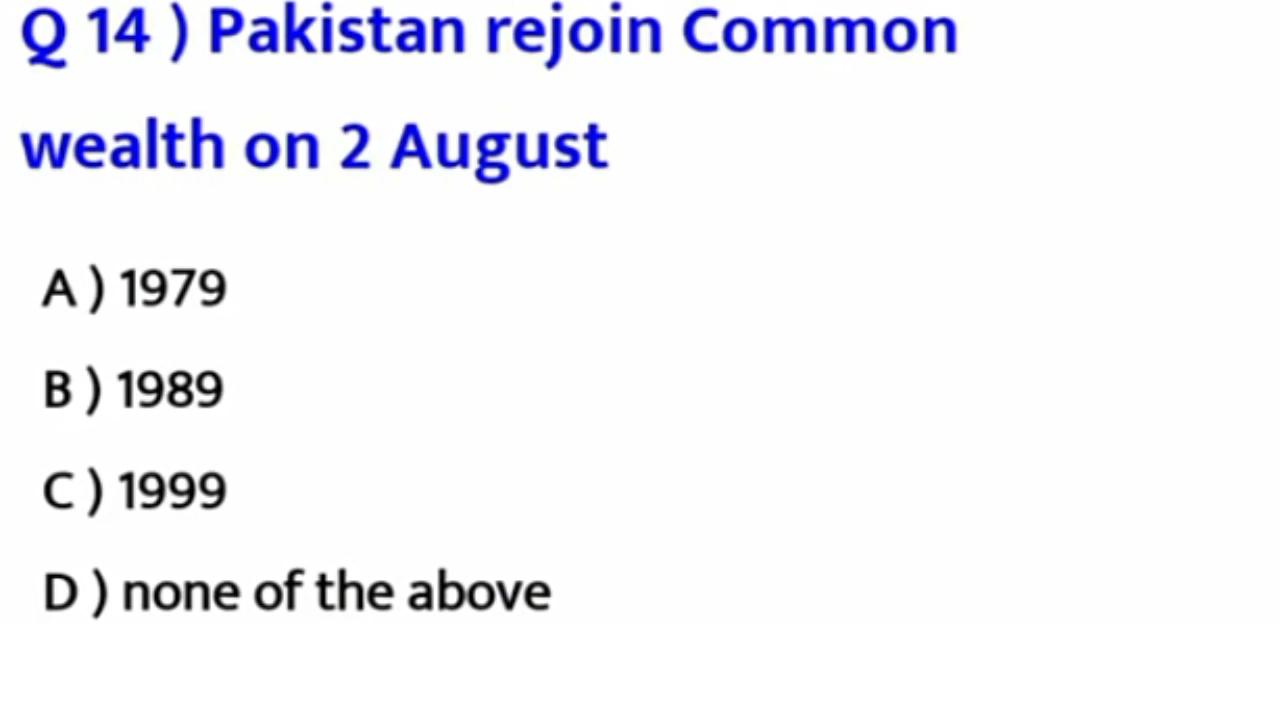 Q 14 ) Pakistan rejoin Common
wealth on 2 August
A ) 1979
B ) 1989
C ) 1999
D ) none of the above